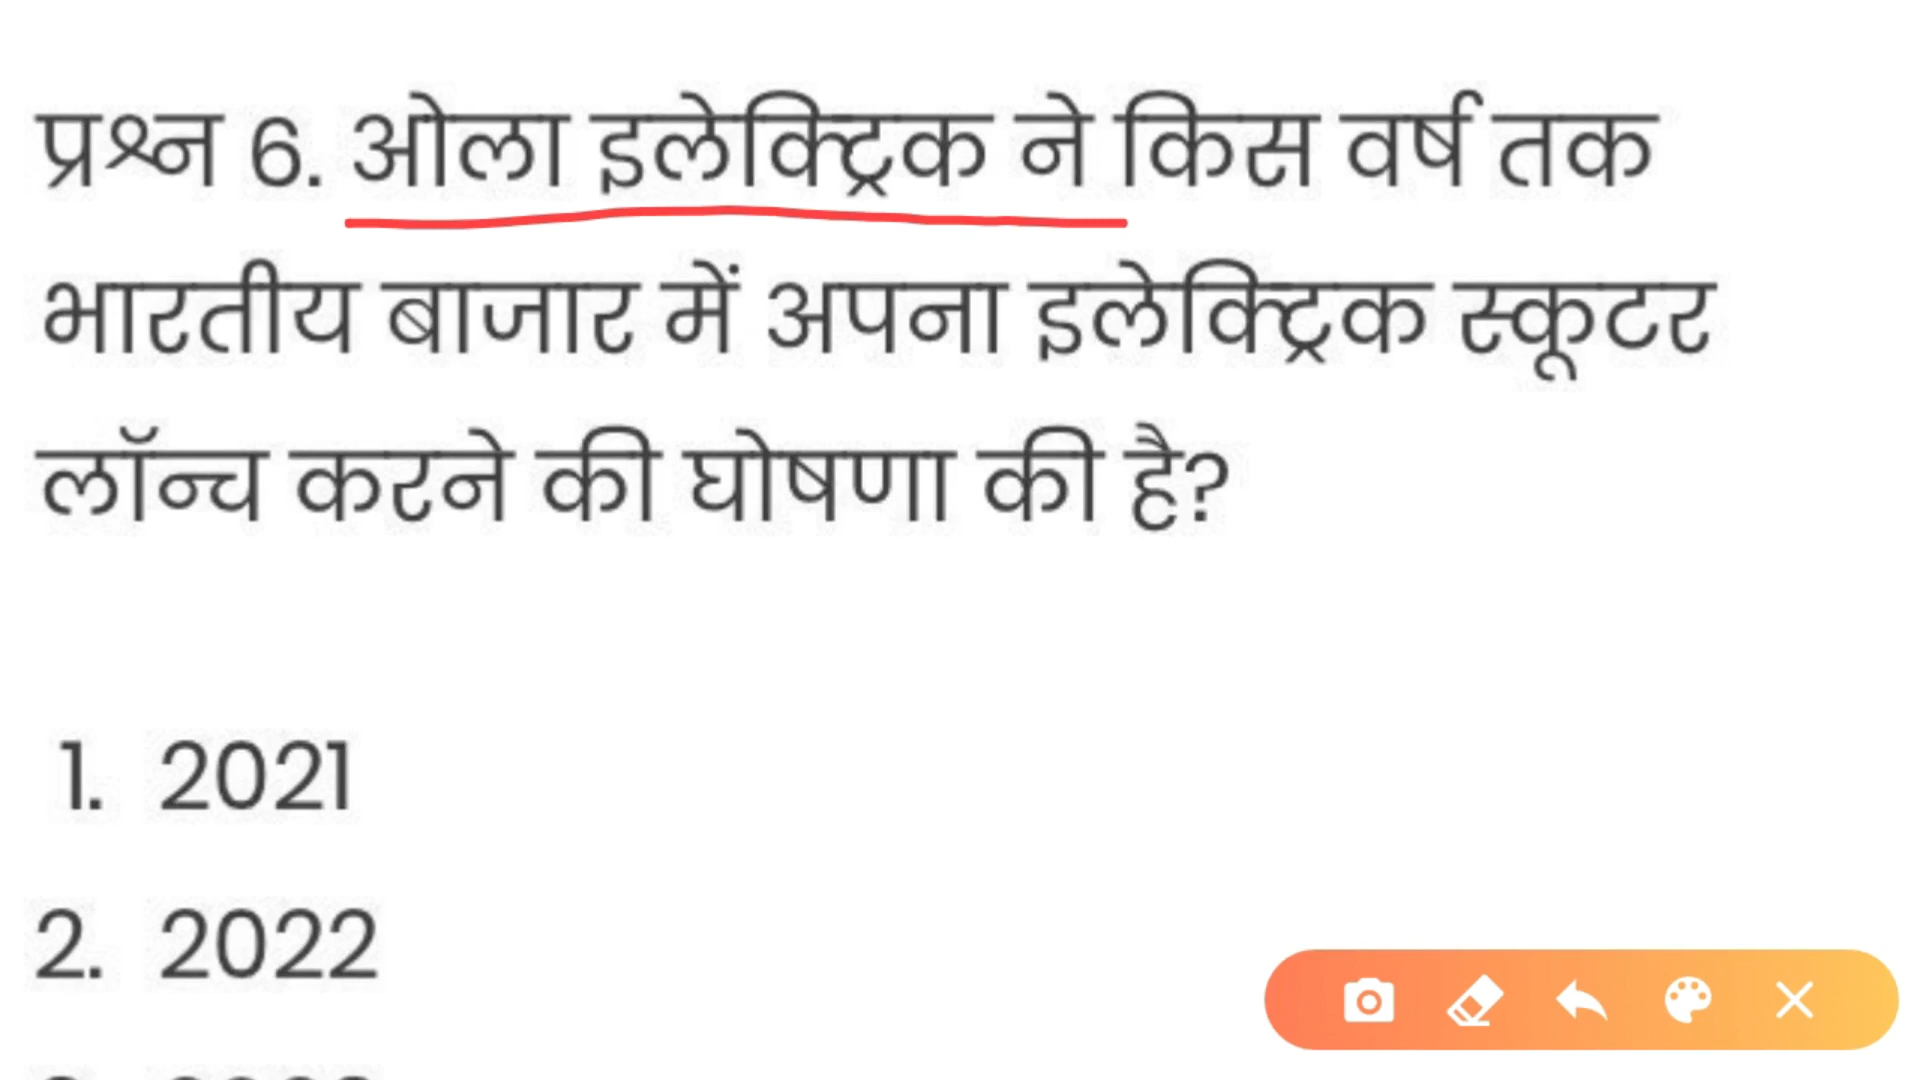 प्रश्न 6. ओला इलेक्ट्रिक ने किस वर्ष तक
भारतीय बाजार में अपना इलेक्ट्रिक स्कूटर
लॉन्च करने की घोषणा की है?
1. 2021
2. 2022